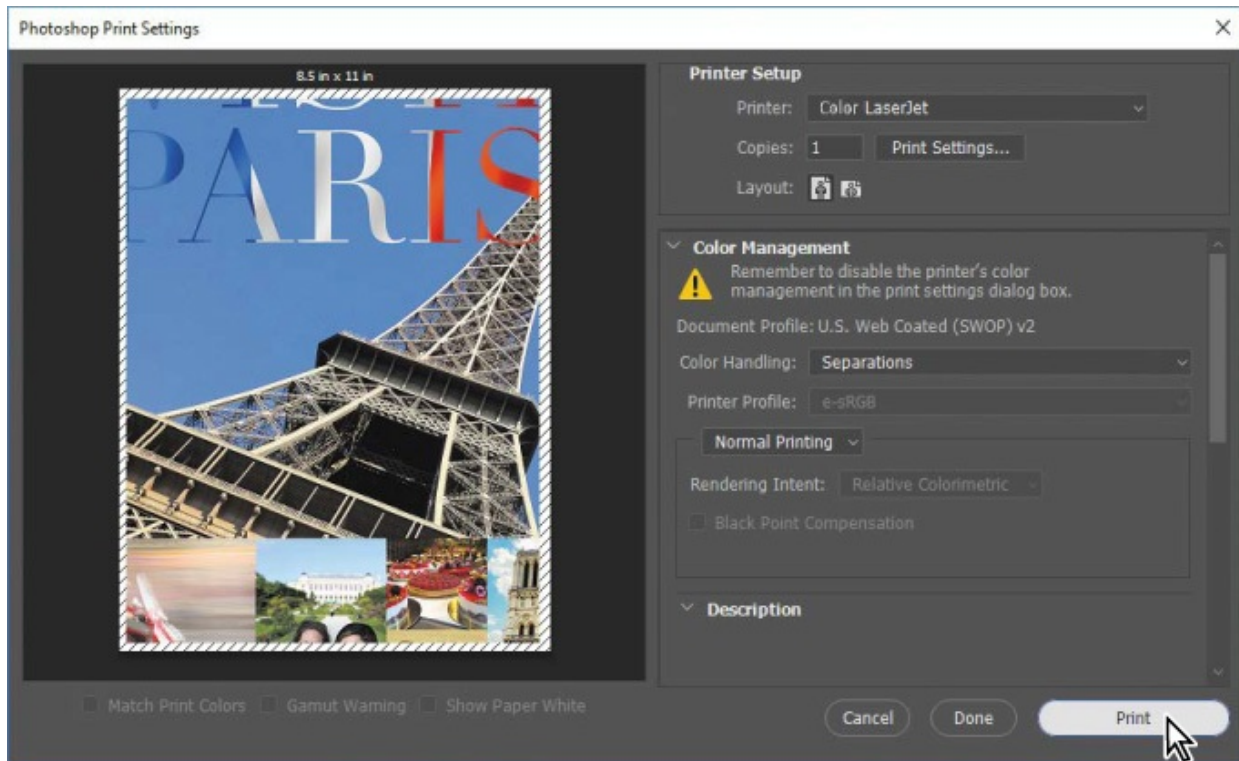 Photoshop Print Settings
8.5 in x 11 in
PARIS
Printer Setup
Printer: Color LaserJet
Copies: 1 Print Settings...
Layout:
Color Management
Remember to disable the printer's color
management in the print settings dialog box.
Document Profile: U.S. Web Coated (SWOP) v2
Color Handling: Separations
Printer Profile: e-sRGB
Normal Printing
Rendering Intent: Relative Colorimetric
Black Point Compensation
Description
Match Print Colors Gamut Warning Show Paper White
Cancel Done Print